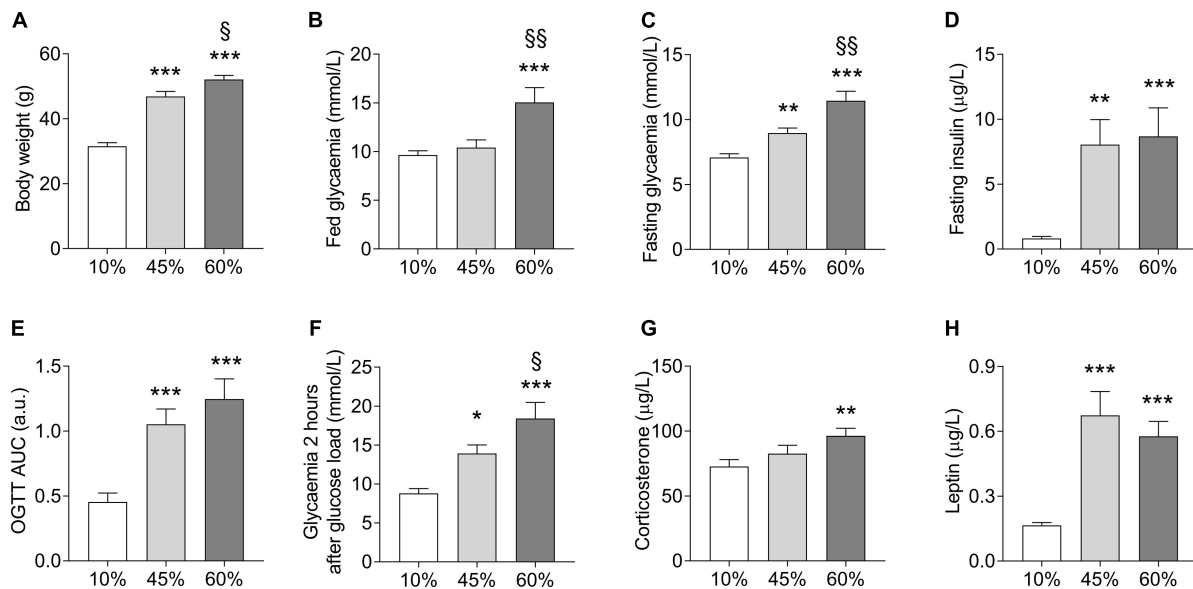 A
Body weight (g)
60
40
20
0
***
§
***
10% 45% 60%
B
Fed glycaemia (mmol/L)
20
15
10
5
0
§§
***
10% 45% 60%
C
Fasting glycaemia (mmol/L)
15
10
5
0
**
§§
***
10% 45% 60%
D
Fasting insulin (µg/L)
15
10
5
0
**
***
10% 45% 60%
E
OGTT AUC (a.u.)
1.5
1.0
0.5
0.0
***
***
10% 45% 60%
F
Glycaemia 2 hours
after glucose load (mmol/L)
25
20
15
10
5
0
*
§
***
10% 45% 60%
G
Corticosterone (µg/L)
150
100
50
0
**
10% 45% 60%
H
Leptin (µg/L)
0.9
0.6
0.3
0.0
***
***
10% 45% 60%